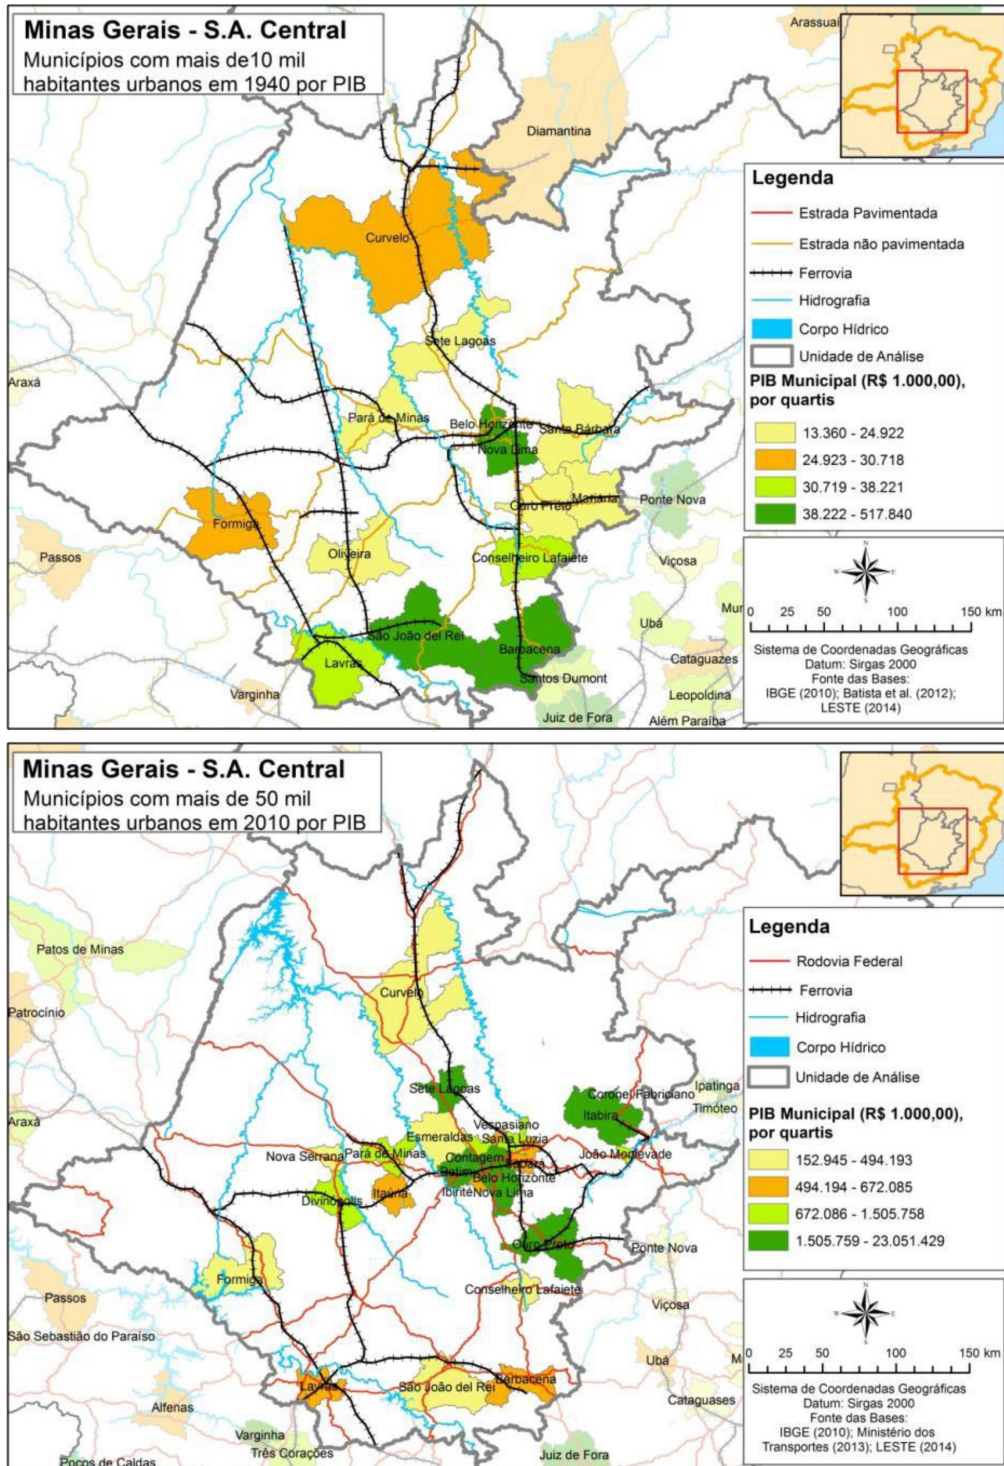 Minas Gerais - S.A. Central
Municípios com mais de10 mil
habitantes urbanos em 1940 por PIB
Arassuaí
Diamantina
Curvelo
Sete Lagoas
Araxá
Pará de Minas
Belo Horizonte
Santa Bárbara
Nova Lima
Ouro Preto
Mariana
Ponte Nova
Formiga
Passos
Oliveira
Conselheiro Lafaiete
Viçosa
São João del Rei
Barbacena
Ubá
Mur
Lavras
Santos Dumont
Cataguazes
Varginha
Leopoldina
Juiz de Fora
Além Paraíba
Legenda
Estrada Pavimentada
Estrada não pavimentada
Ferrovia
Hidrografia
Corpo Hídrico
Unidade de Análise
PIB Municipal (R$ 1.000,00),
por quartis
13.360 - 24.922
24.923 - 30.718
30.719 - 38.221
38.222 - 517.840
N
W E
S
0 25 50 100 150 km
Sistema de Coordenadas Geográficas
Datum: Sirgas 2000
Fonte das Bases:
IBGE (2010); Batista et al. (2012);
LESTE (2014)
Minas Gerais - S.A. Central
Municípios com mais de 50 mil
habitantes urbanos em 2010 por PIB
Patos de Minas
Patrocínio
Curvelo
Sete Lagoas
Coronel Fabriciano
Ipatinga
Timóteo
Itabira
Araxá
Vespasiano
Esmeraldas
Santa Luzia
Nova Serrana
Pará de Minas
Contagem
Sabará
João Monlevade
Betim
Belo Horizonte
Divinópolis
Itaúna
Ibirité
Nova Lima
Ouro Preto
Ponte Nova
Formiga
Conselheiro Lafaiete
Passos
Viçosa
São Sebastião do Paraíso
Ubá
M
Lavras
São João del Rei
Barbacena
Alfenas
Cataguases
Varginha
Três Corações
Juiz de Fora
Poços de Caldas
Legenda
Rodovia Federal
Ferrovia
Hidrografia
Corpo Hídrico
Unidade de Análise
PIB Municipal (R$ 1.000,00),
por quartis
152.945 - 494.193
494.194 - 672.085
672.086 - 1.505.758
1.505.759 - 23.051.429
N
W E
S
0 25 50 100 150 km
Sistema de Coordenadas Geográficas
Datum: Sirgas 2000
Fonte das Bases:
IBGE (2010); Ministério dos
Transportes (2013); LESTE (2014)